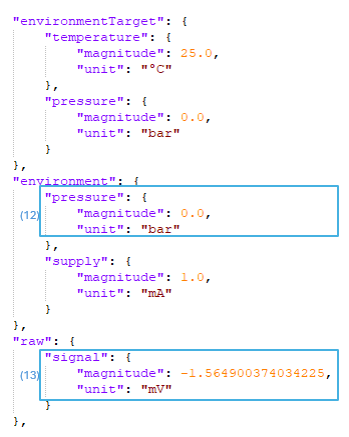 "environmentTarget": {
"temperature": {
"magnitude": 25.0,
"unit": "°C"
},
"pressure": {
"magnitude": 0.0,
"unit": "bar"
}
},
"environment": {
(12) "pressure": {
"magnitude": 0.0,
"unit": "bar"
},
"supply": {
"magnitude": 1.0,
"unit": "mA"
}
},
"raw": {
(13) "signal": {
"magnitude": -1.564900374034225,
"unit": "mV"
}
},